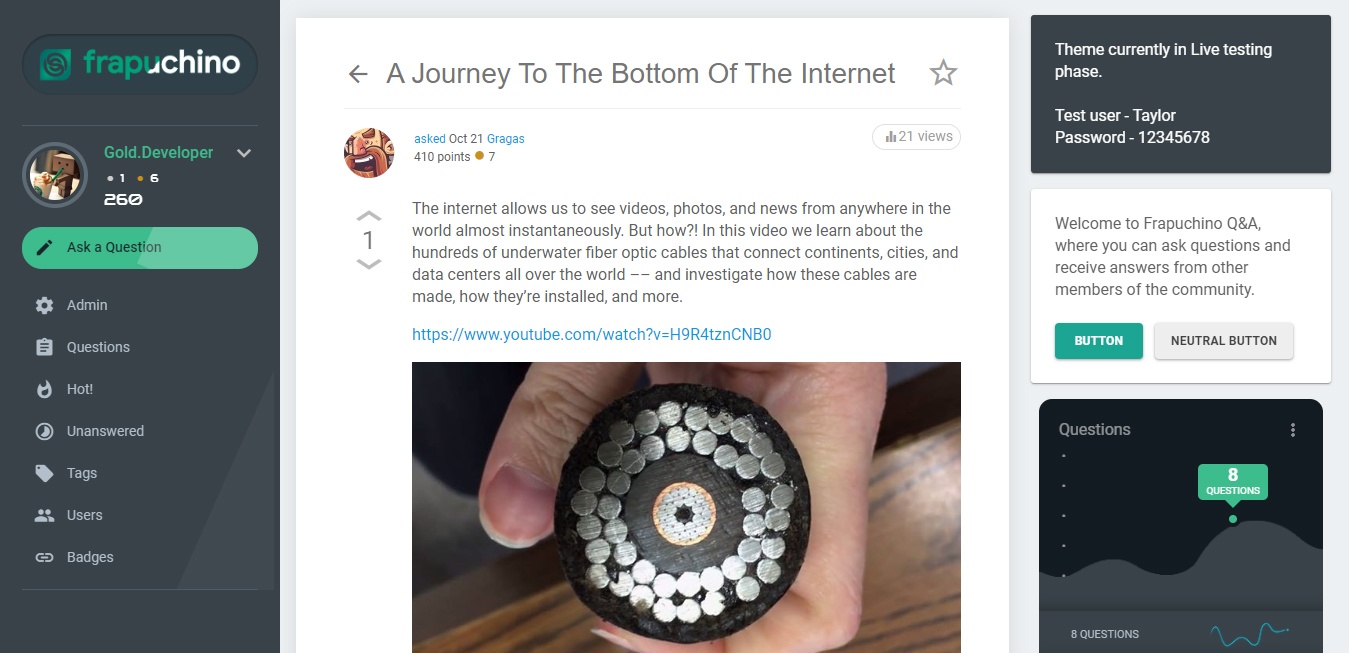 frapuchino
Gold.Developer
1 6
260
Ask a Question
Admin
Questions
Hot!
Unanswered
Tags
Users
Badges
A Journey To The Bottom Of The Internet
asked Oct 21 Gragas
410 points 7
21 views
1
The internet allows us to see videos, photos, and news from anywhere in the
world almost instantaneously. But how?! In this video we learn about the
hundreds of underwater fiber optic cables that connect continents, cities, and
data centers all over the world –– and investigate how these cables are
made, how they’re installed, and more.
https://www.youtube.com/watch?v=H9R4tznCNB0
Theme currently in Live testing
phase.
Test user - Taylor
Password - 12345678
Welcome to Frapuchino Q&A,
where you can ask questions and
receive answers from other
members of the community.
BUTTON
NEUTRAL BUTTON
Questions
8
QUESTIONS
8 QUESTIONS